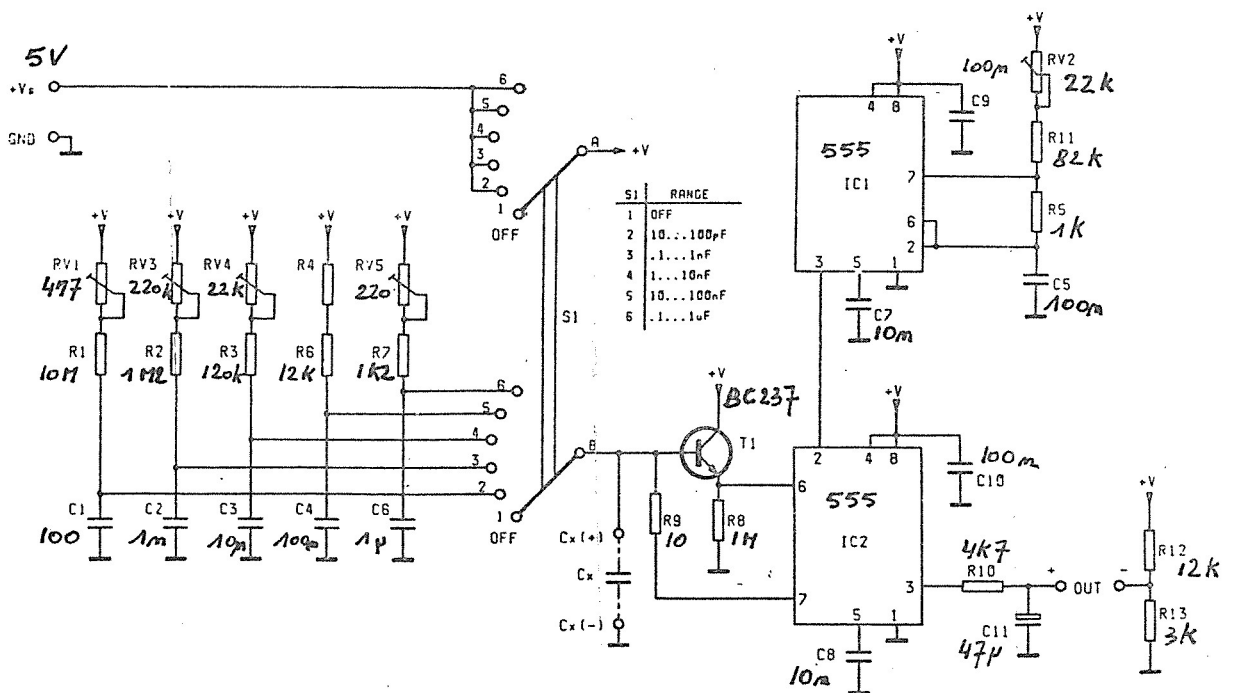 5V
+Vs
GND
6
5
4
3
2
1
OFF
A
+V
S1 RANGE
1 OFF
2 10...100pF
3 .1...1nF
4 1...10nF
5 10...100nF
6 .1...1uF
S1
+V
+V
+V
+V
+V
RV1
RV3
220k
RV4
22k
R4
RV5
220
R1
10M
R2
R3
120k
R6
12k
R7
1k2
6
5
4
3
2
1
OFF
B
C1
100
C2
1n
C3
10n
C4
100n
C6
1µ
Cx(+)
Cx
Cx(-)
R9
10
+V
BC237
T1
R8
1M
+V
100n
C9
4 8
555
IC1
7
6
2
3
5
1
C7
10n
+V
RV2
22k
R11
82k
R5
1k
C5
100n
+V
100n
C10
2
4 8
6
555
IC2
7
3
5
1
C8
10n
4k7
R10
+ OUT -
C11
47µ
+V
R12
12k
R13
3k